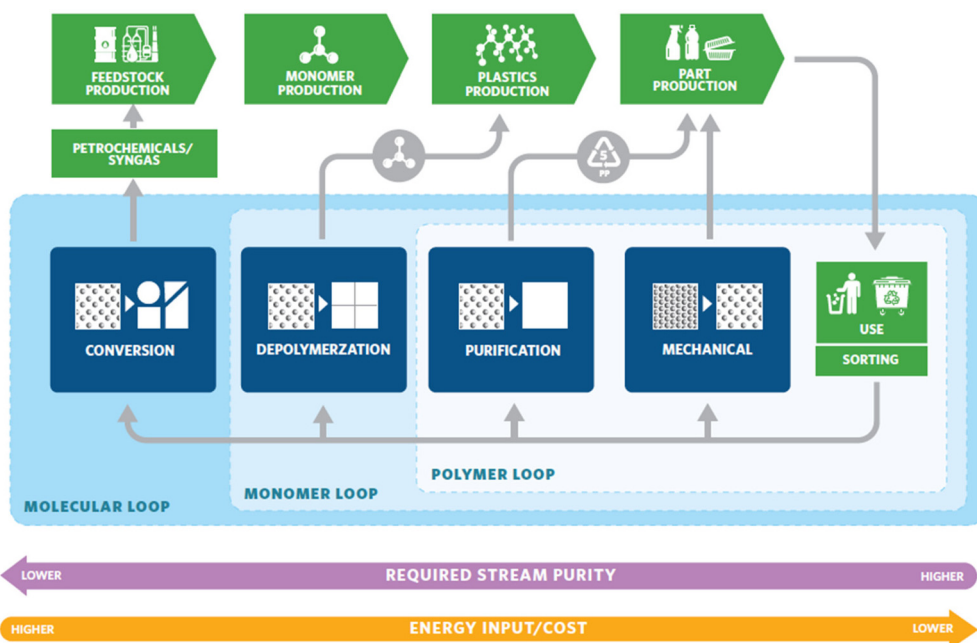 FEEDSTOCK
PRODUCTION
MONOMER
PRODUCTION
PLASTICS
PRODUCTION
PART
PRODUCTION
PETROCHEMICALS/
SYNGAS
5
PP
CONVERSION
DEPOLYMERZATION
PURIFICATION
MECHANICAL
USE
SORTING
POLYMER LOOP
MONOMER LOOP
MOLECULAR LOOP
LOWER
REQUIRED STREAM PURITY
HIGHER
HIGHER
ENERGY INPUT/COST
LOWER